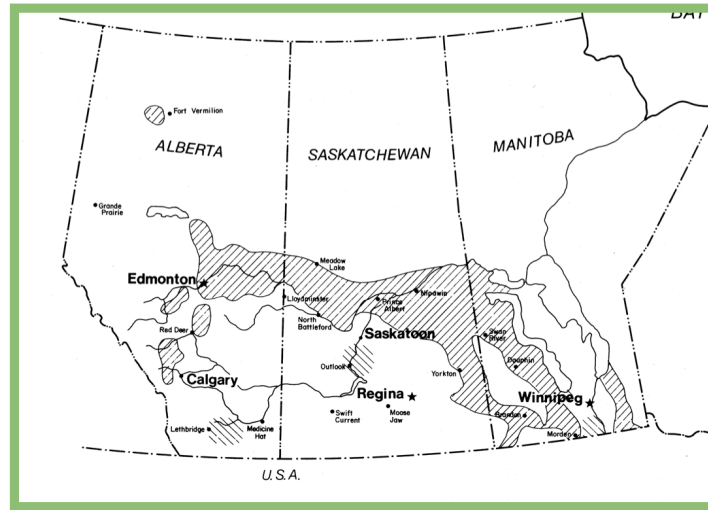 BAY
Fort Vermilion
ALBERTA
SASKATCHEWAN
MANITOBA
Grande
Prairie
Meadow
Lake
Edmonton
Lloydminster
Prince
Albert
Nipawin
North
Battleford
Red Deer
Saskatoon
Swan
River
Outlook
Dauphin
Calgary
Yorkton
Regina
Winnipeg
Brandon
Swift
Current
Moose
Jaw
Lethbridge
Medicine
Hat
Morden
U.S.A.